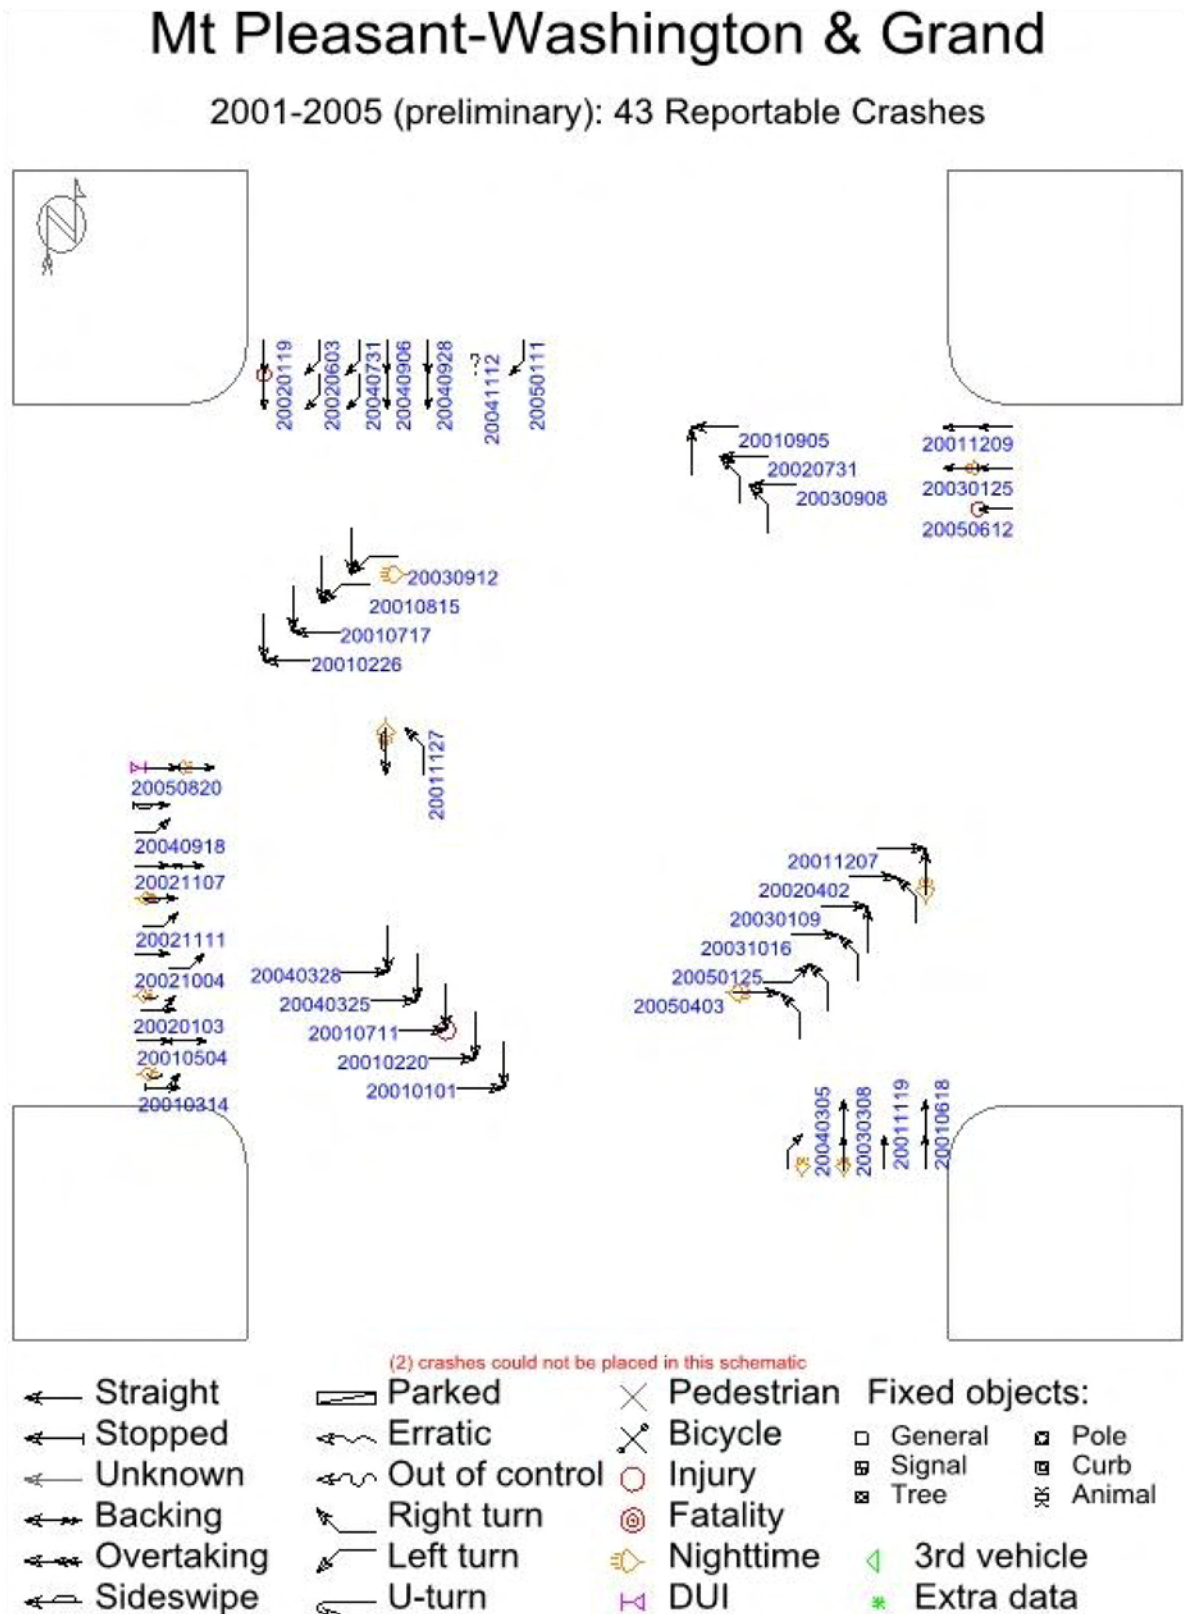 Mt Pleasant-Washington & Grand
2001-2005 (preliminary): 43 Reportable Crashes
N
20020119
20020603
20040731
20040906
20040928
20041112
20050111
20010905
20020731
20030908
20011209
20030125
20050612
20030912
20010815
20010717
20010226
20011127
20050820
20040918
20021107
20021111
20021004
20020103
20010504
20010314
20040328
20040325
20010711
20010220
20010101
20011207
20020402
20030109
20031016
20050125
20050403
20040305
20030308
20011119
20010618
(2) crashes could not be placed in this schematic
Straight
Stopped
Unknown
Backing
Overtaking
Sideswipe
Parked
Erratic
Out of control
Right turn
Left turn
U-turn
Pedestrian
Bicycle
Injury
Fatality
Nighttime
DUI
Fixed objects:
General
Signal
Tree
Pole
Curb
Animal
3rd vehicle
Extra data